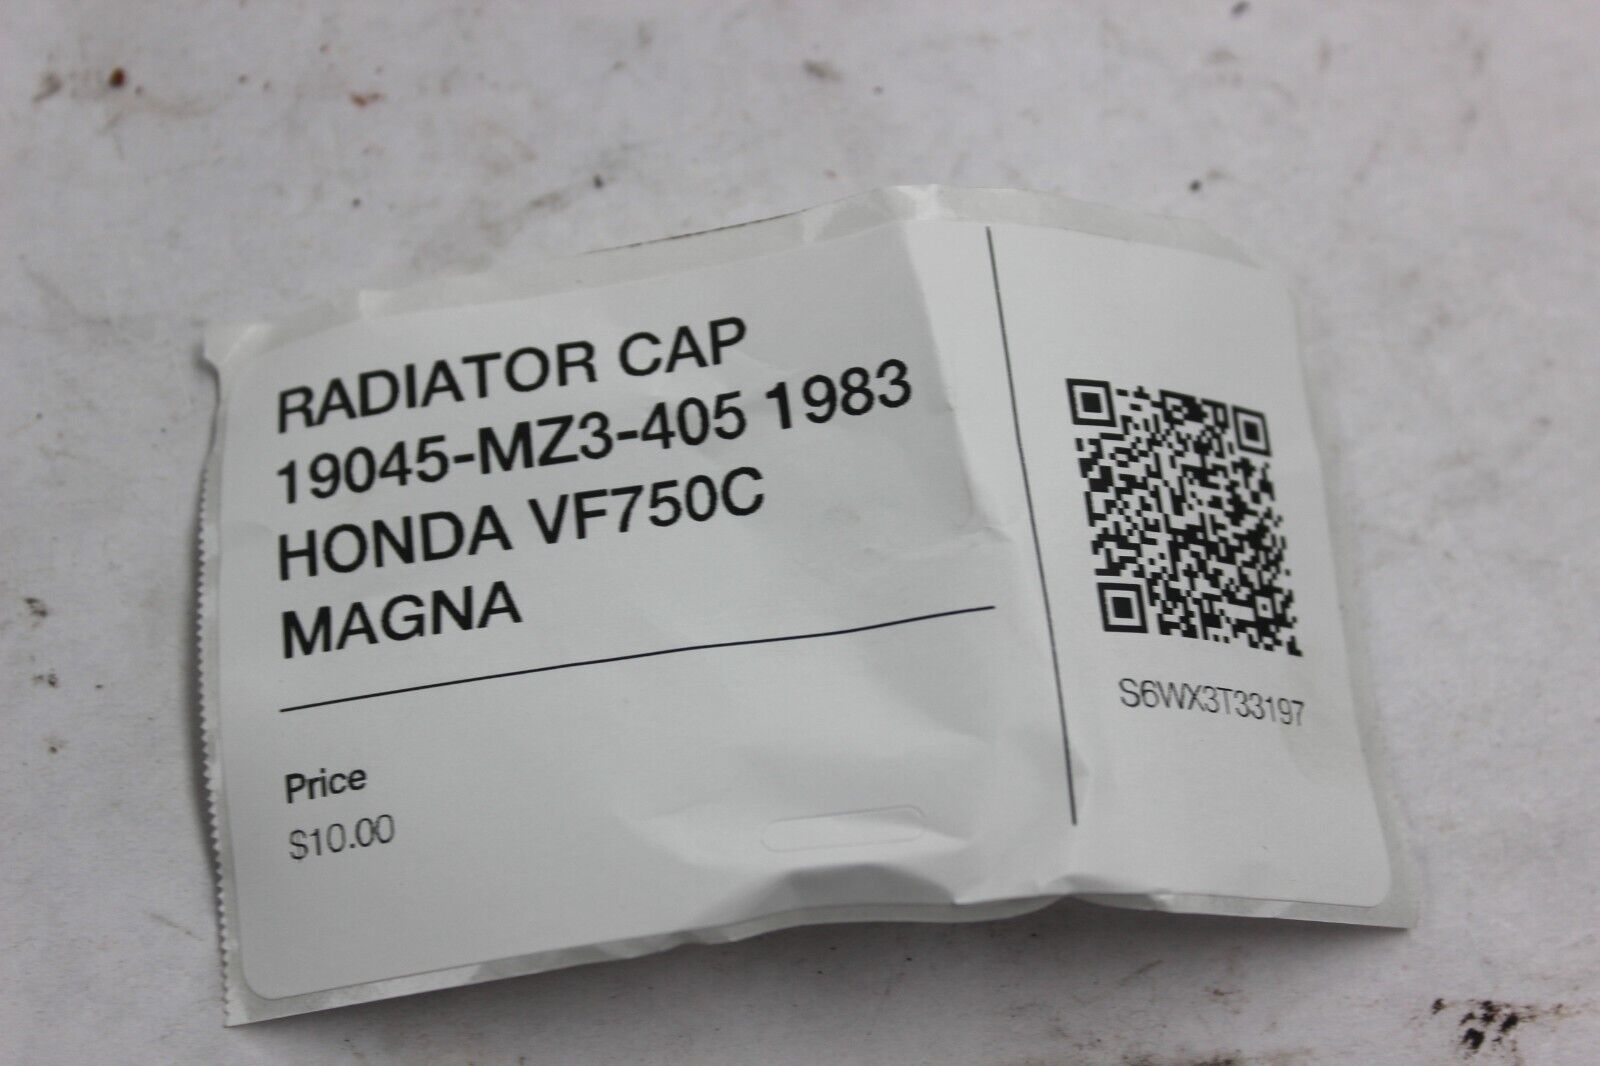 RADIATOR CAP
19045-MZ3-405 1983
HONDA VF750C
MAGNA
Price
$10.00
S6WX3T33197